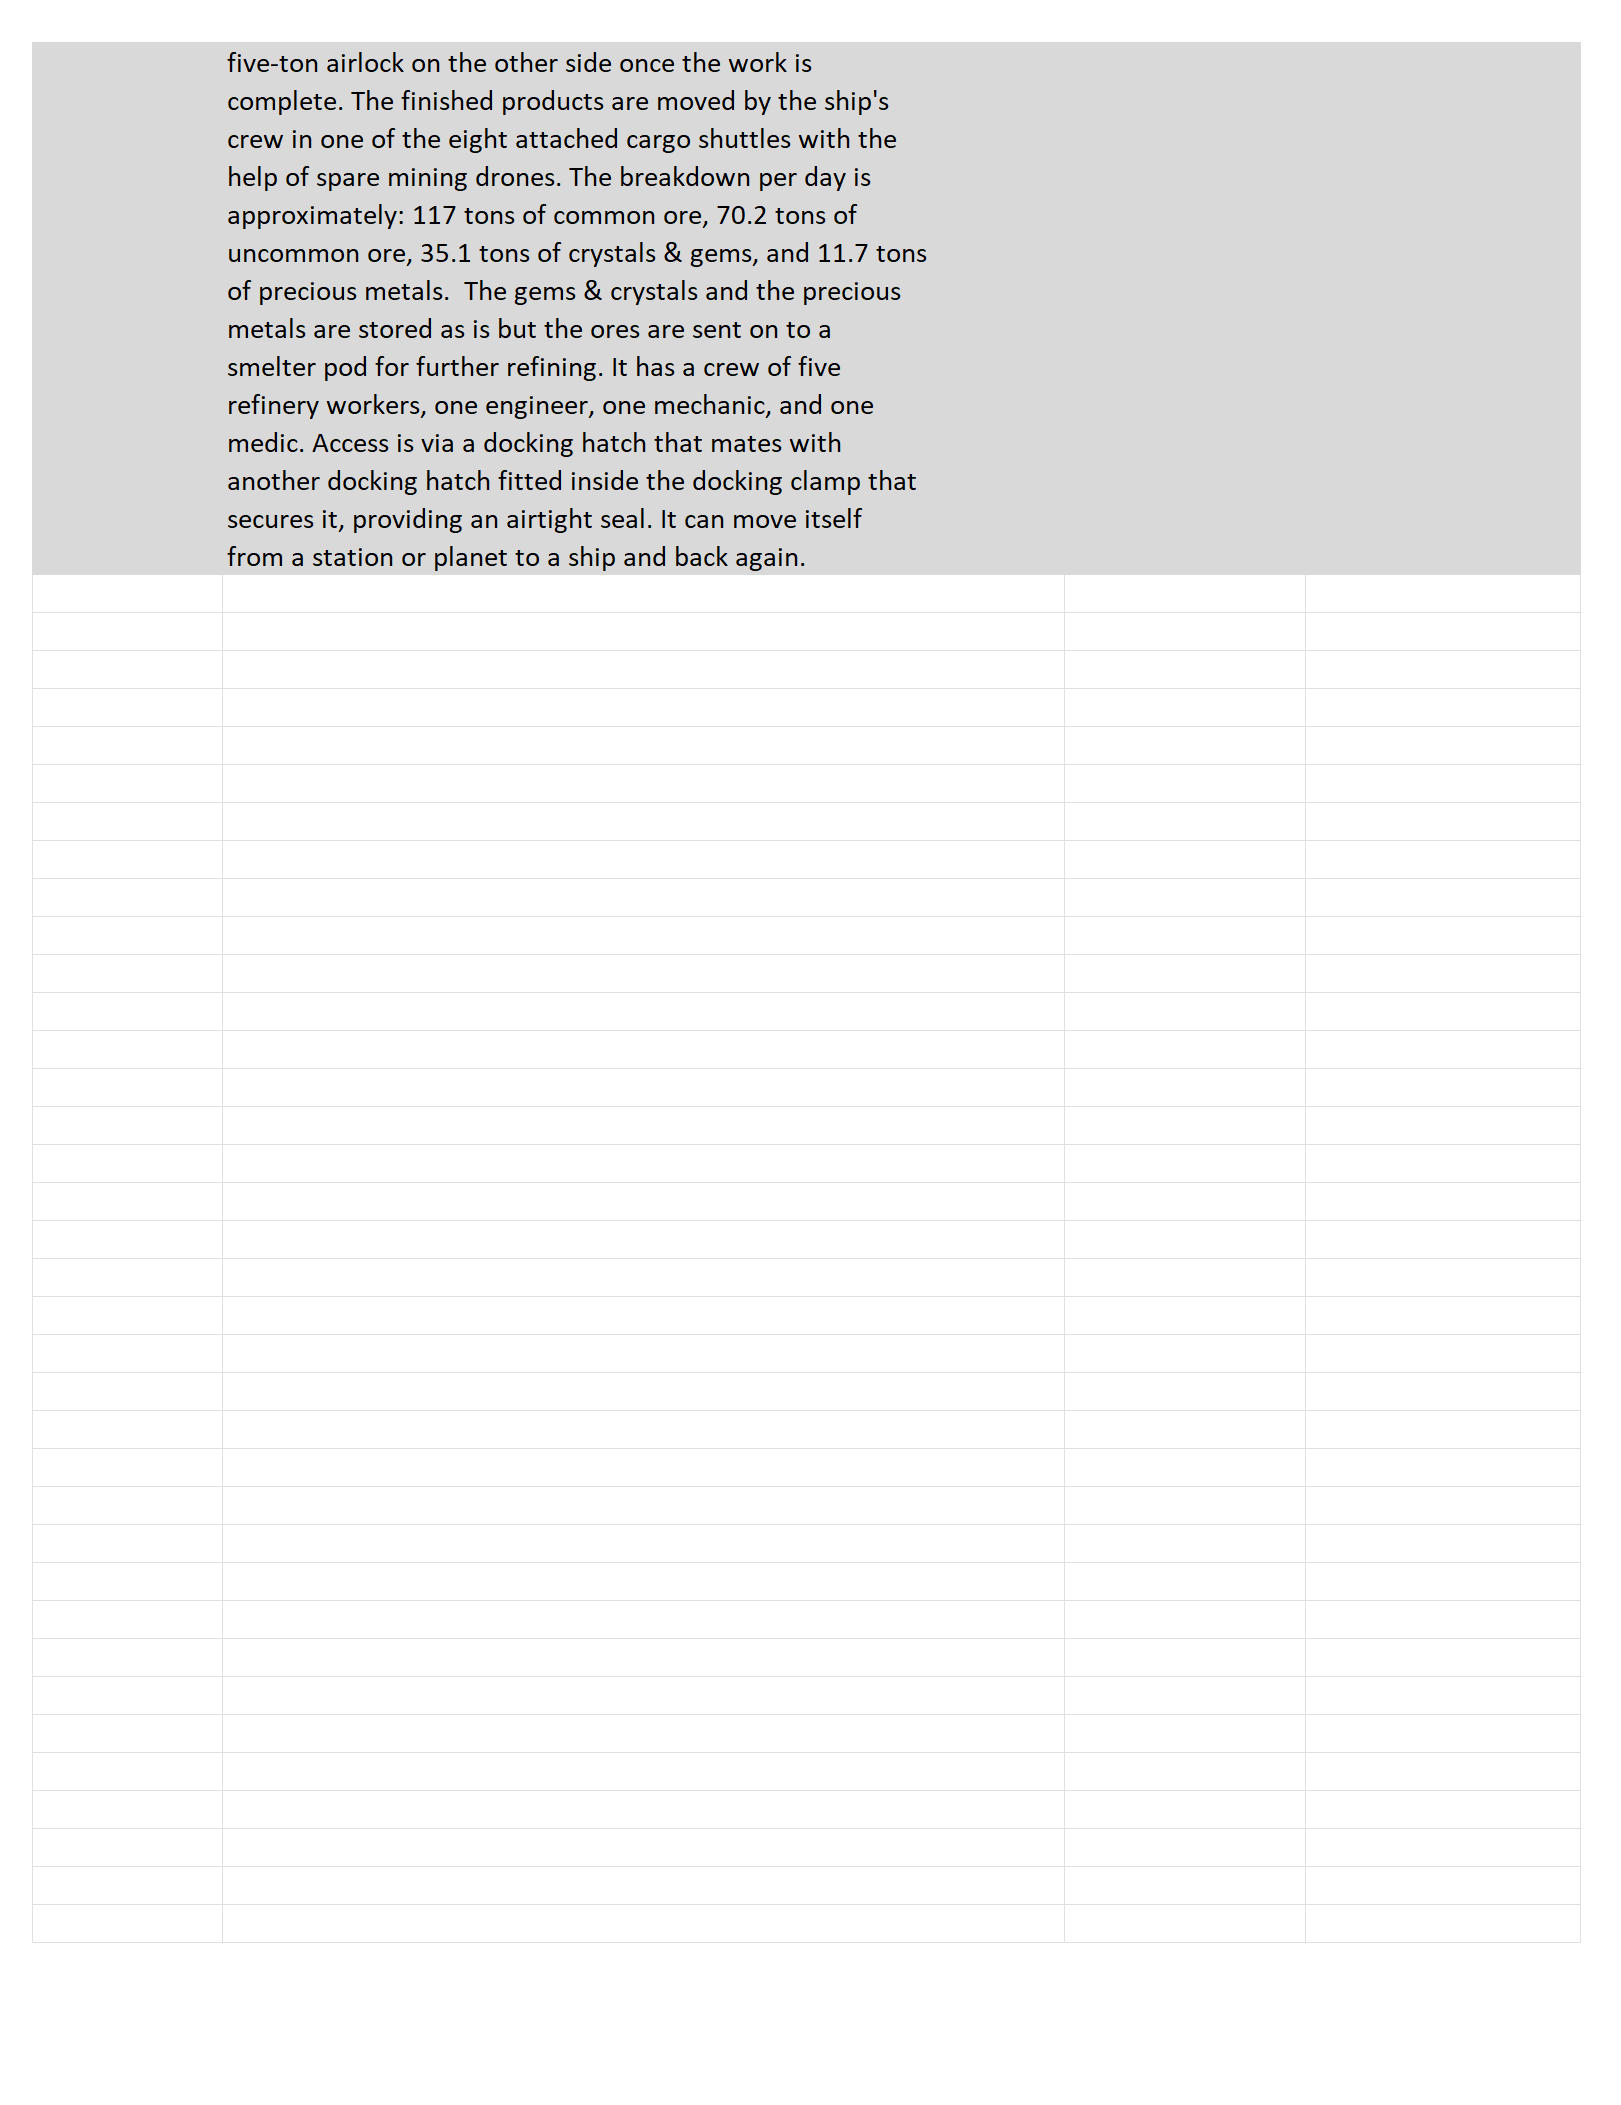 five-ton airlock on the other side once the work is
complete. The finished products are moved by the ship's
crew in one of the eight attached cargo shuttles with the
help of spare mining drones. The breakdown per day is
approximately: 117 tons of common ore, 70.2 tons of
uncommon ore, 35.1 tons of crystals & gems, and 11.7 tons
of precious metals.  The gems & crystals and the precious
metals are stored as is but the ores are sent on to a
smelter pod for further refining. It has a crew of five
refinery workers, one engineer, one mechanic, and one
medic. Access is via a docking hatch that mates with
another docking hatch fitted inside the docking clamp that
secures it, providing an airtight seal. It can move itself
from a station or planet to a ship and back again.